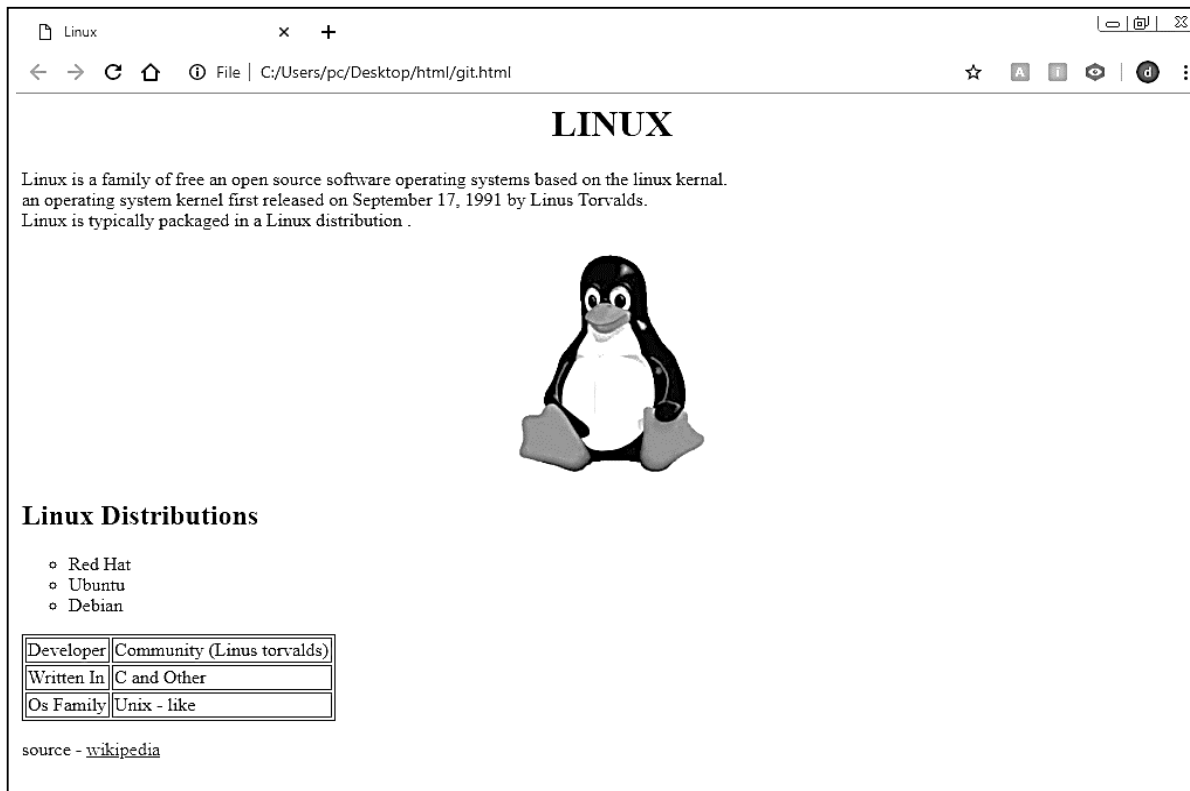 Linux
File C:/Users/pc/Desktop/html/git.html
A i d
LINUX
Linux is a family of free an open source software operating systems based on the linux kernel.
an operating system kernel first released on September 17, 1991 by Linus Torvalds.
Linux is typically packaged in a Linux distribution .
Linux Distributions
Red Hat
Ubuntu
Debian
Developer Community (Linus torvalds)
Written In C and Other
Os Family Unix - like
source - wikipedia